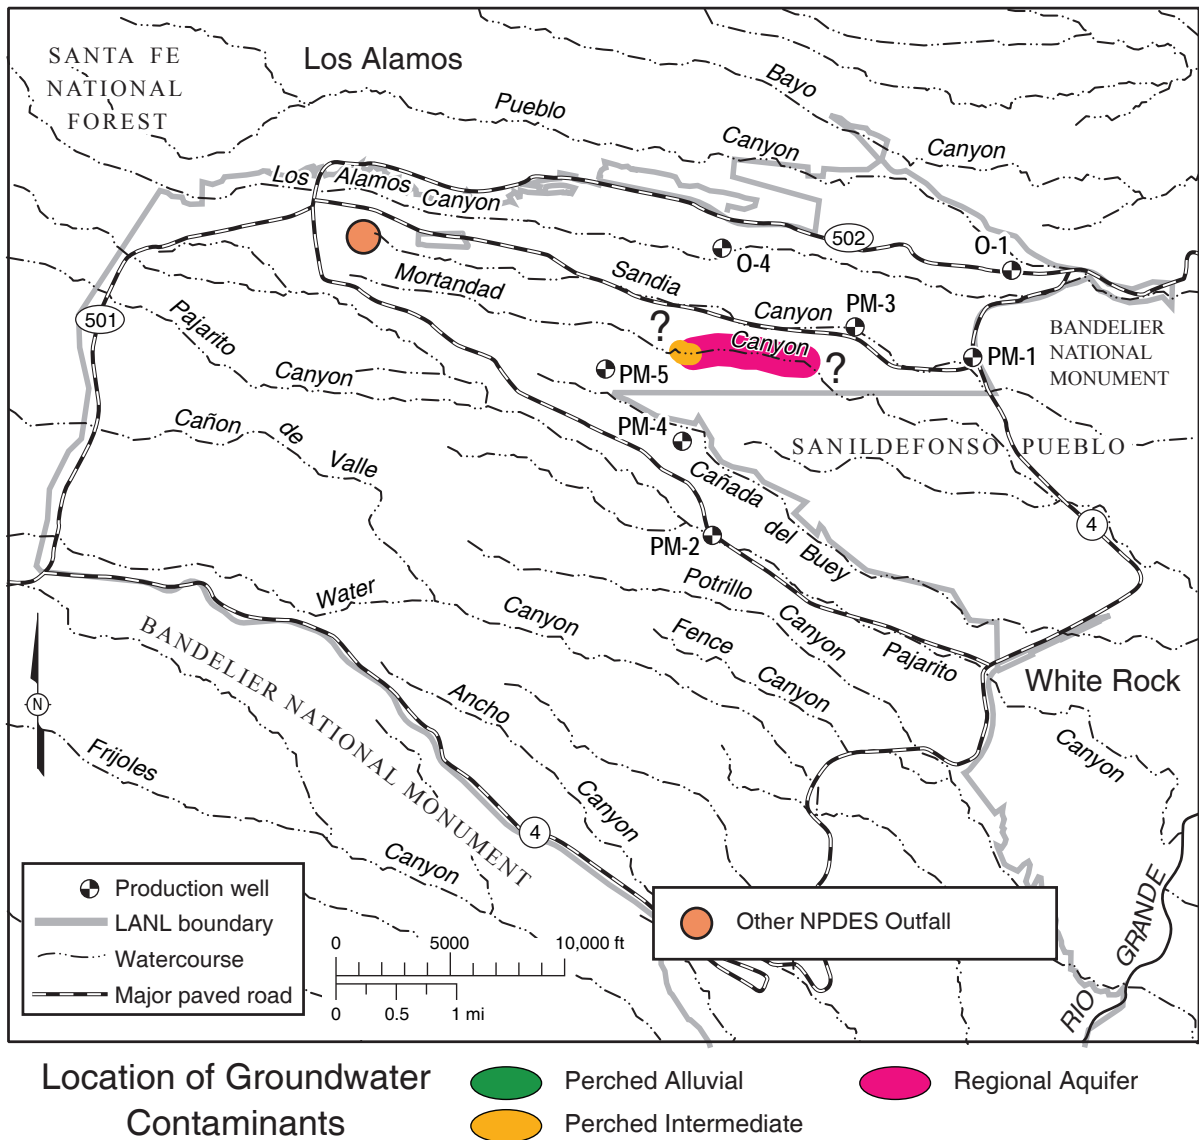 SANTA FE
NATIONAL
FOREST
Los Alamos
Bayo
Pueblo
Canyon
Canyon
Los Alamos
Canyon
502
O-1
O-4
Sandia
Mortandad
Canyon
PM-3
501
Pajarito
?
Canyon
?
BANDELIER
NATIONAL
MONUMENT
PM-1
PM-5
Canyon
Cañon de
Valle
PM-4
SANILDEFONSO PUEBLO
Cañada
del Buey
4
PM-2
Water
Canyon
Potrillo
Canyon
Fence
Canyon
Pajarito
White Rock
Canyon
BANDELIER NATIONAL MONUMENT
Ancho
Canyon
N
Frijoles
Canyon
4
RIO GRANDE
Production well
LANL boundary
Watercourse
Major paved road
0 5000 10,000 ft
0 0.5 1 mi
Other NPDES Outfall
Location of Groundwater
Contaminants
Perched Alluvial
Perched Intermediate
Regional Aquifer